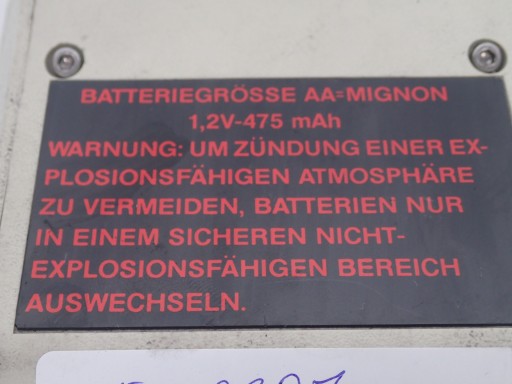 BATTERIEGRÖSSE AA=MIGNON
1,2V-475 mAh
WARNUNG: UM ZÜNDUNG EINER EX-
PLOSIONSFÄHIGEN ATMOSPHÄRE
ZU VERMEIDEN, BATTERIEN NUR
IN EINEM SICHEREN NICHT-
EXPLOSIONSFÄHIGEN BEREICH
AUSWECHSELN.